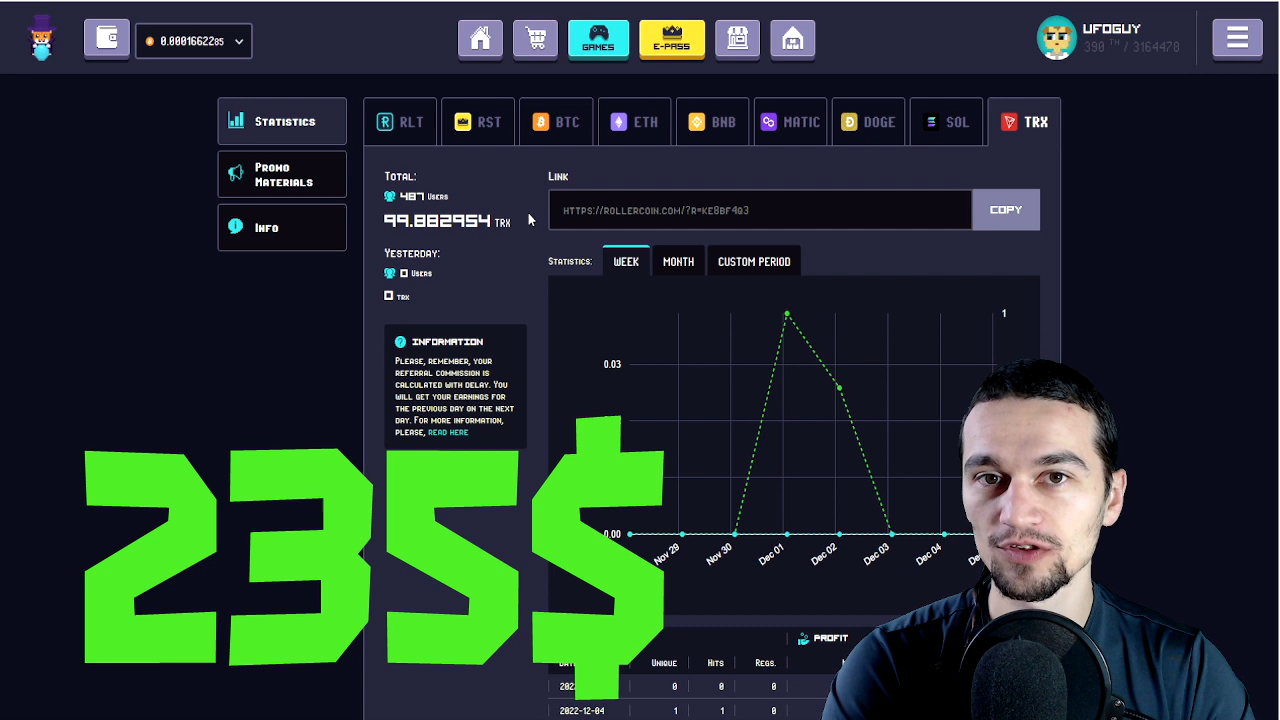 0.0001662285
GAMES
E-PASS
UFOGUY
390 TH / 3164478
Statistics
Promo
Materials
Info
RLT
RST
BTC
ETH
BNB
MATIC
DOGE
SOL
TRX
Total:
487 Users
99.882954 TRX
Yesterday:
0 Users
0 TRX
Information
Please, remember, your
referral commission is
calculated with delay. You
will get your earnings for
the previous day on the next
day. For more information,
please, read here
Link
https://rollercoin.com/?r=ke8bf4q3
COPY
Statistics:
WEEK
MONTH
CUSTOM PERIOD
1
0.03
0.00
Nov 29
Nov 30
Dec 01
Dec 02
Dec 03
Dec 04
235$
Profit
Unique
Hits
Regs.
0
0
0
2022-12-04
1
1
0